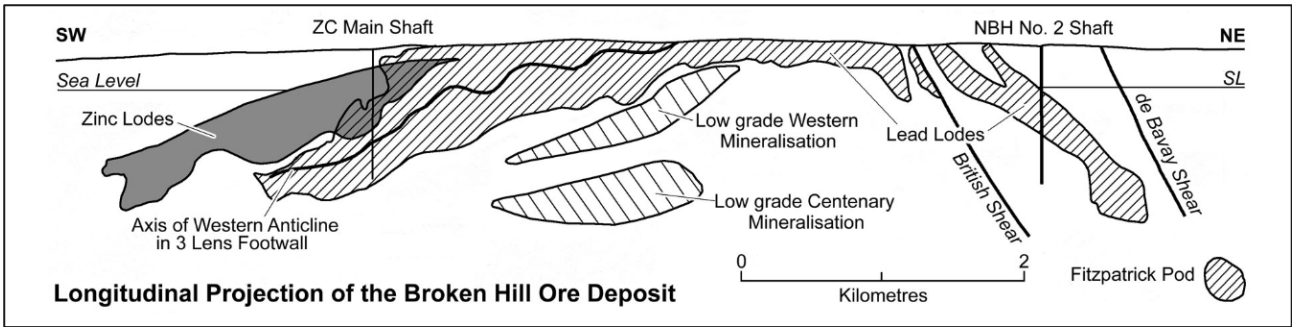 SW
ZC Main Shaft
NBH No. 2 Shaft
NE
Sea Level
SL
Zinc Lodes
Low grade Western
Mineralisation
Lead Lodes
de Bavay Shear
British Shear
Low grade Centenary
Mineralisation
Axis of Western Anticline
in 3 Lens Footwall
0
2
Kilometres
Fitzpatrick Pod
Longitudinal Projection of the Broken Hill Ore Deposit